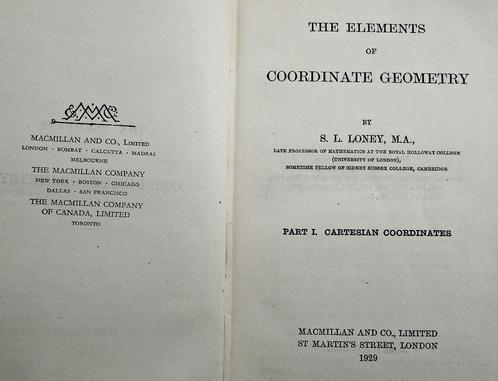 MACMILLAN AND CO., LIMITED
LONDON · BOMBAY · CALCUTTA · MADRAS
MELBOURNE
THE MACMILLAN COMPANY
NEW YORK · BOSTON · CHICAGO
DALLAS · SAN FRANCISCO
THE MACMILLAN COMPANY
OF CANADA, LIMITED
TORONTO
THE ELEMENTS
OF
COORDINATE GEOMETRY
BY
S. L. LONEY, M.A.,
LATE PROFESSOR OF MATHEMATICS AT THE ROYAL HOLLOWAY COLLEGE
(UNIVERSITY OF LONDON),
SOMETIME FELLOW OF SIDNEY SUSSEX COLLEGE, CAMBRIDGE
PART I. CARTESIAN COORDINATES
MACMILLAN AND CO., LIMITED
ST MARTIN'S STREET, LONDON
1929